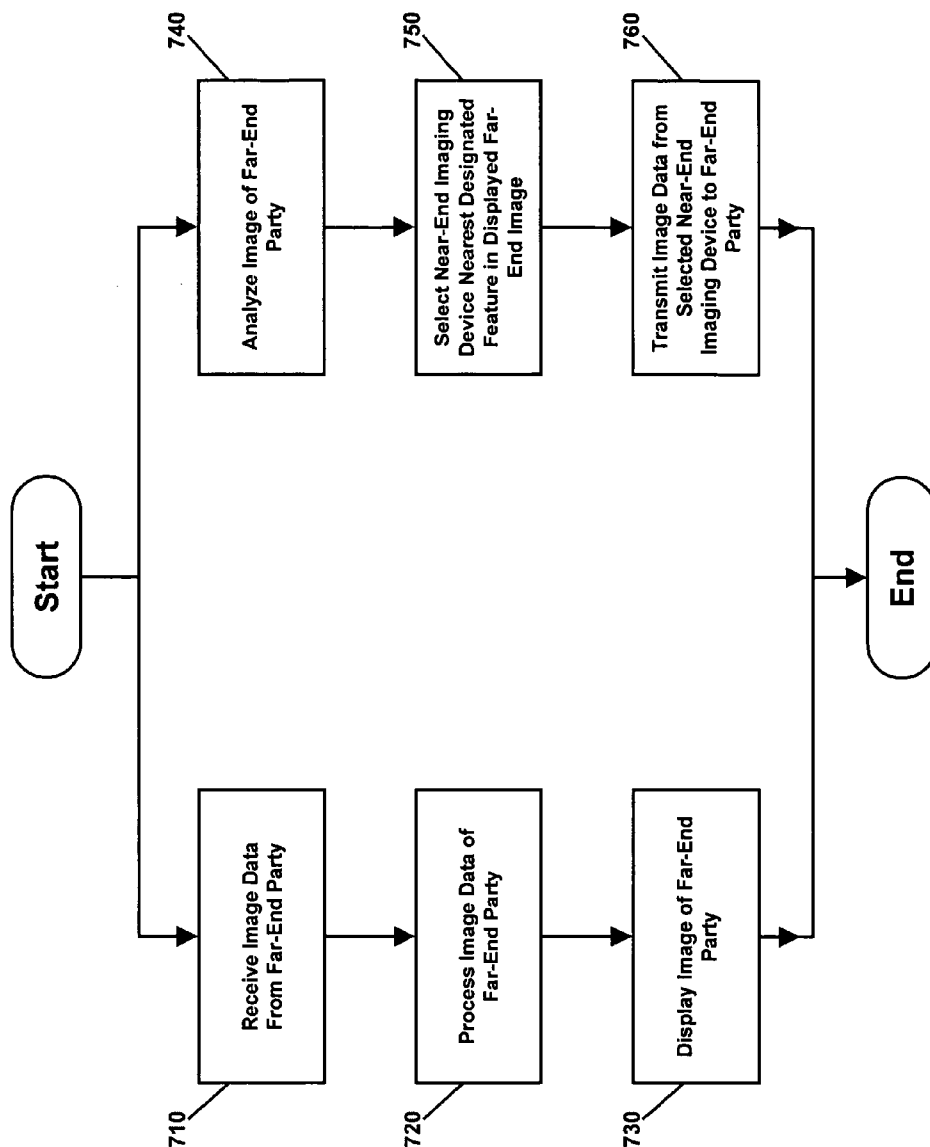 Start
710
Receive Image Data
From Far-End Party
720
Process Image Data of
Far-End Party
730
Display Image of Far-End
Party
740
Analyze Image of Far-End
Party
750
Select Near-End Imaging
Device Nearest Designated
Feature in Displayed Far-
End Image
760
Transmit Image Data from
Selected Near-End
Imaging Device to Far-End
Party
End